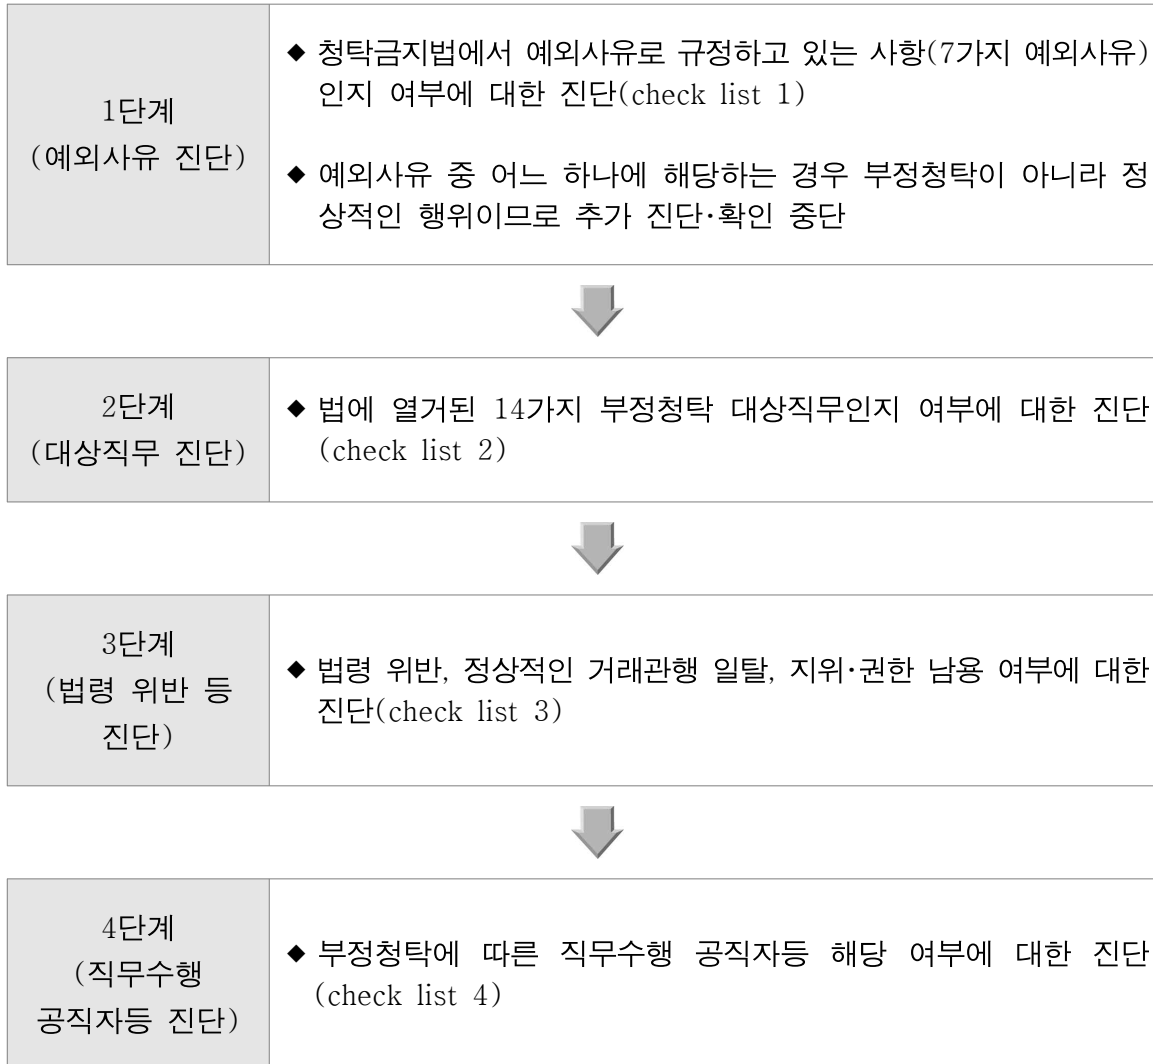 1단계
(예외사유 진단)
◆ 청탁금지법에서 예외사유로 규정하고 있는 사항(7가지 예외사유)
인지 여부에 대한 진단(check list 1)
◆ 예외사유 중 어느 하나에 해당하는 경우 부정청탁이 아니라 정
상적인 행위이므로 추가 진단·확인 중단
2단계
(대상직무 진단)
◆ 법에 열거된 14가지 부정청탁 대상직무인지 여부에 대한 진단
(check list 2)
3단계
(법령 위반 등
진단)
◆ 법령 위반, 정상적인 거래관행 일탈, 지위·권한 남용 여부에 대한
진단(check list 3)
4단계
(직무수행
공직자등 진단)
◆ 부정청탁에 따른 직무수행 공직자등 해당 여부에 대한 진단
(check list 4)